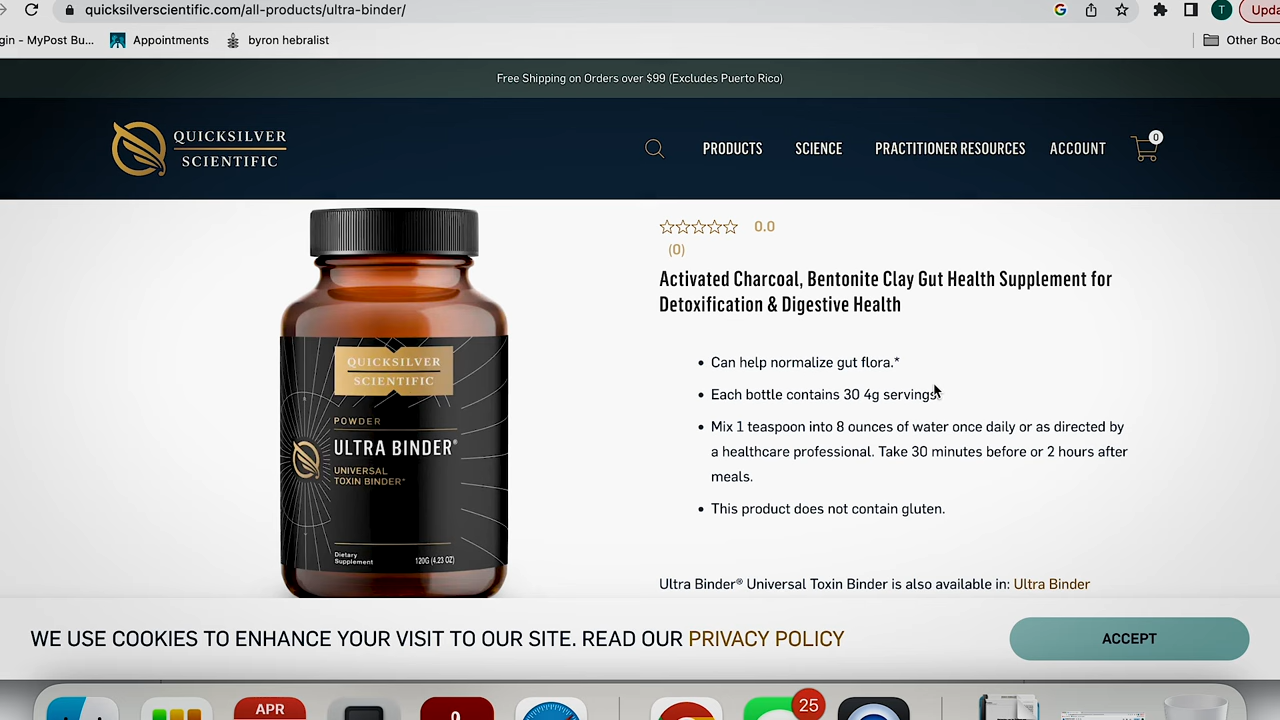 quicksilverscientific.com/all-products/ultra-binder/
T
Upda
gin - MyPost Bu...
Appointments
byron hebralist
Other Boo
Free Shipping on Orders over $99 (Excludes Puerto Rico)
QUICKSILVER
SCIENTIFIC
PRODUCTS
SCIENCE
PRACTITIONER RESOURCES
ACCOUNT
0
0.0
(0)
Activated Charcoal, Bentonite Clay Gut Health Supplement for
Detoxification & Digestive Health
• Can help normalize gut flora.*
• Each bottle contains 30 4g servings.
• Mix 1 teaspoon into 8 ounces of water once daily or as directed by
a healthcare professional. Take 30 minutes before or 2 hours after
meals.
• This product does not contain gluten.
Ultra Binder® Universal Toxin Binder is also available in: Ultra Binder
QUICKSILVER
SCIENTIFIC
POWDER
ULTRA BINDER®
UNIVERSAL
TOXIN BINDER*
Dietary
Supplement
120G (4.23 OZ)
WE USE COOKIES TO ENHANCE YOUR VISIT TO OUR SITE. READ OUR PRIVACY POLICY
ACCEPT
APR
25